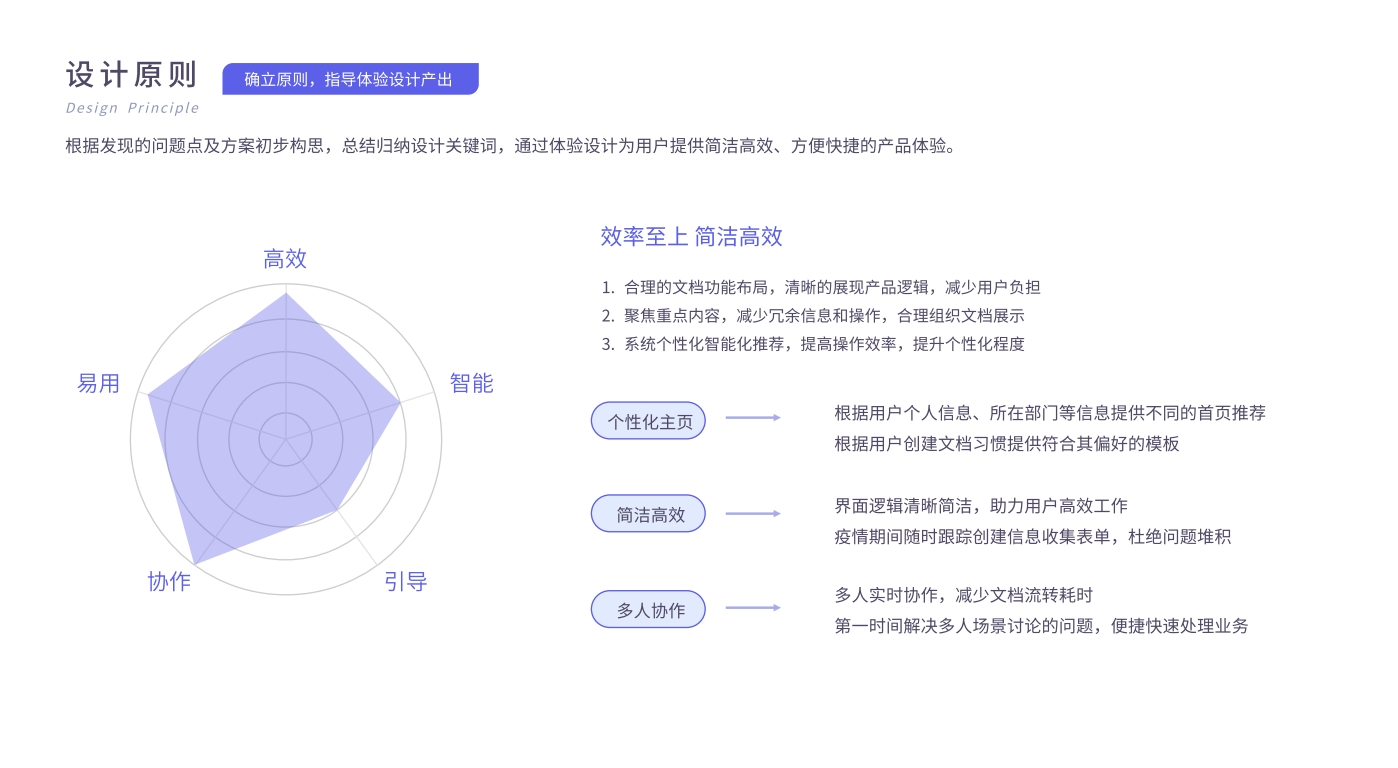 设计原则
确立原则，指导体验设计产出
Design Principle
根据发现的问题点及方案初步构思，总结归纳设计关键词，通过体验设计为用户提供简洁高效、方便快捷的产品体验。
高效
智能
易用
协作
引导
效率至上 简洁高效
1. 合理的文档功能布局，清晰的展现产品逻辑，减少用户负担
2. 聚焦重点内容，减少冗余信息和操作，合理组织文档展示
3. 系统个性化智能化推荐，提高操作效率，提升个性化程度
个性化主页
根据用户个人信息、所在部门等信息提供不同的首页推荐
根据用户创建文档习惯提供符合其偏好的模板
简洁高效
界面逻辑清晰简洁，助力用户高效工作
疫情期间随时跟踪创建信息收集表单，杜绝问题堆积
多人协作
多人实时协作，减少文档流转耗时
第一时间解决多人场景讨论的问题，便捷快速处理业务